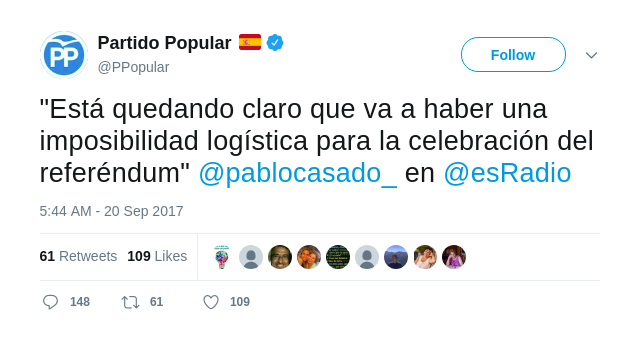 PP
Partido Popular
@PPopular
Follow
"Está quedando claro que va a haber una
imposibilidad logística para la celebración del
referéndum" @pablocasado_ en @esRadio
5:44 AM - 20 Sep 2017
61 Retweets 109 Likes
148 61 109